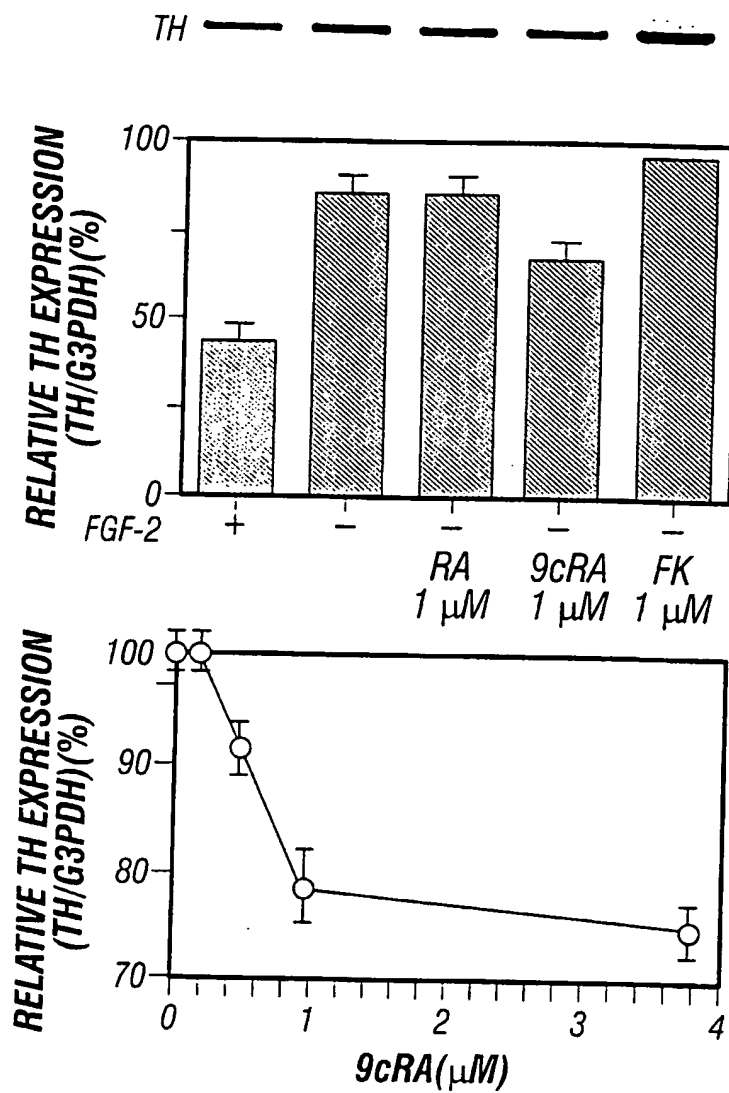 TH
RELATIVE TH EXPRESSION
(TH/G3PDH)(%)
100
50
0
FGF-2 + – – – –
RA 9cRA FK
1 μM 1 μM 1 μM
RELATIVE TH EXPRESSION
(TH/G3PDH)(%)
100
90
80
70
0 1 2 3 4
9cRA(μM)